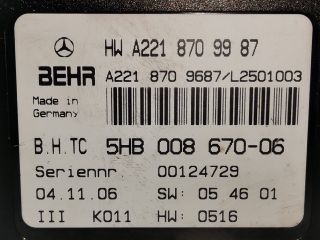 HW A221 870 99 87
BEHR A221 870 9687/L2501003
Made in
Germany
B.H.TC 5HB 008 670-06
Seriennr 00124729
04.11.06 SW: 05 46 01
III K011 HW: 0516